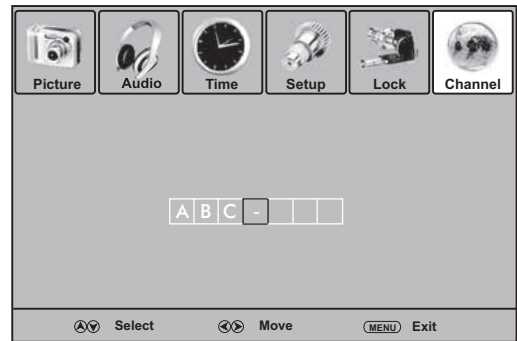 Picture Audio Time Setup Lock Channel
A B C -
Select Move MENU Exit